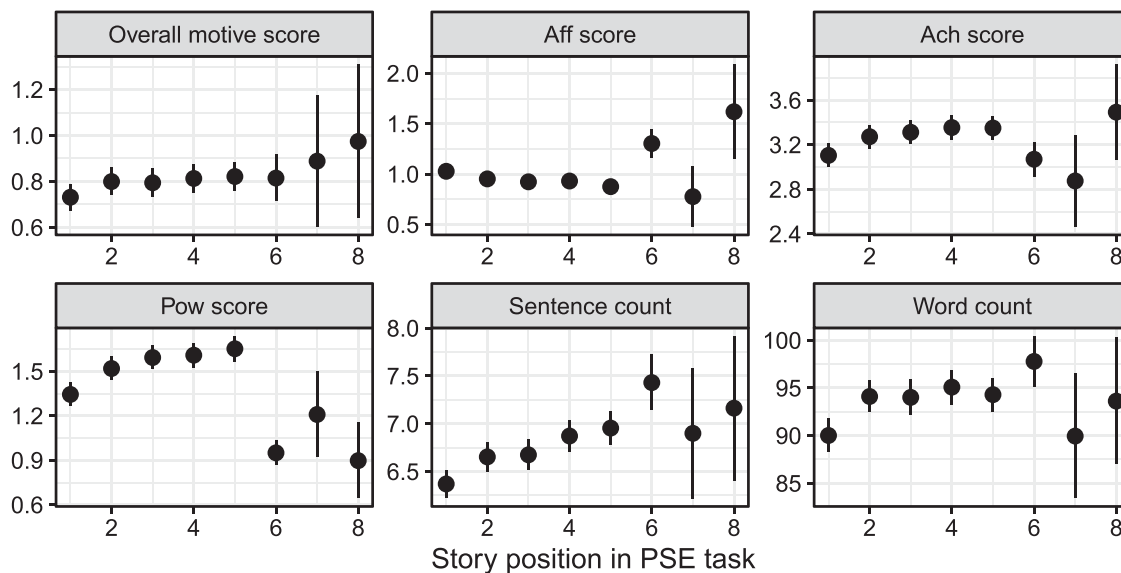 Overall motive score Aff score Ach score
1.2
1.0
0.8
0.6
2 4 6 8
2.0
1.5
1.0
0.5
2 4 6 8
3.6
3.2
2.8
2.4
2 4 6 8
Pow score Sentence count Word count
1.5
1.2
0.9
0.6
2 4 6 8
8.0
7.5
7.0
6.5
2 4 6 8
100
95
90
85
2 4 6 8
Story position in PSE task